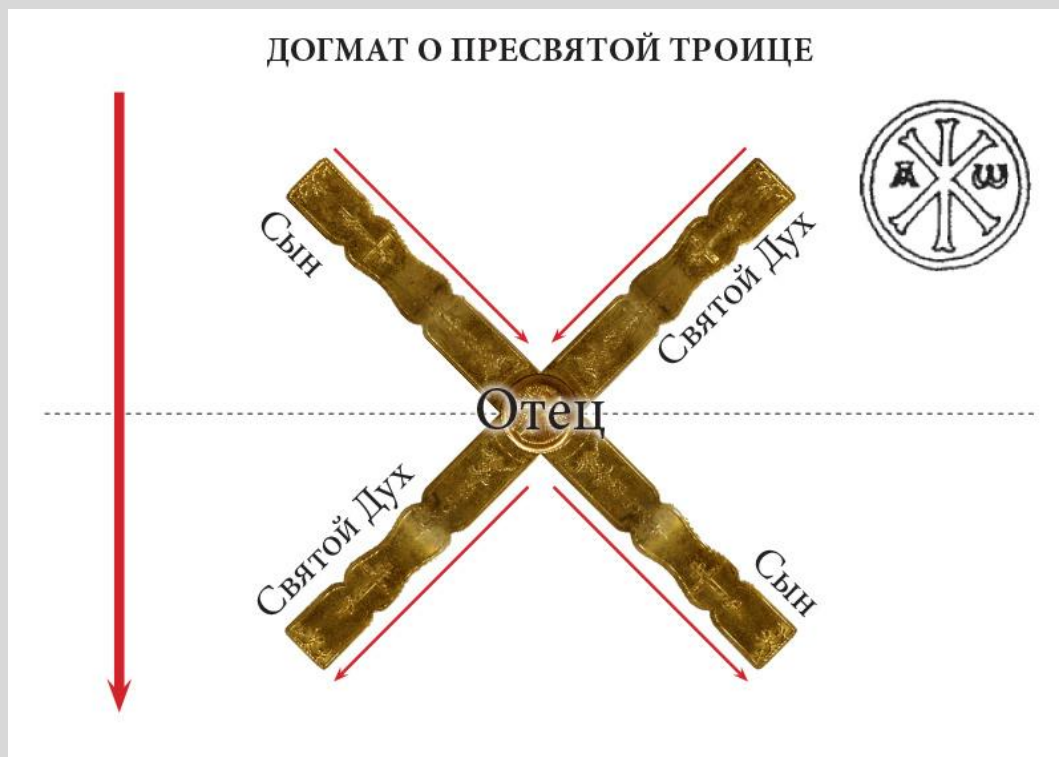 ДОГМАТ О ПРЕСВЯТОЙ ТРОИЦЕ
Сын
Святой Дух
А ω
Отец
Святой Дух
Сын